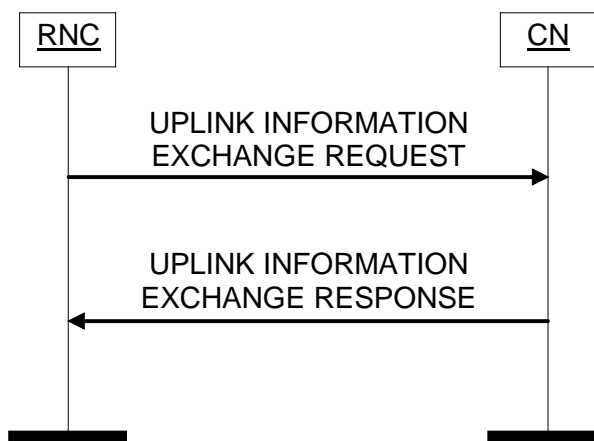 RNC
CN
UPLINK INFORMATION
EXCHANGE REQUEST
UPLINK INFORMATION
EXCHANGE RESPONSE